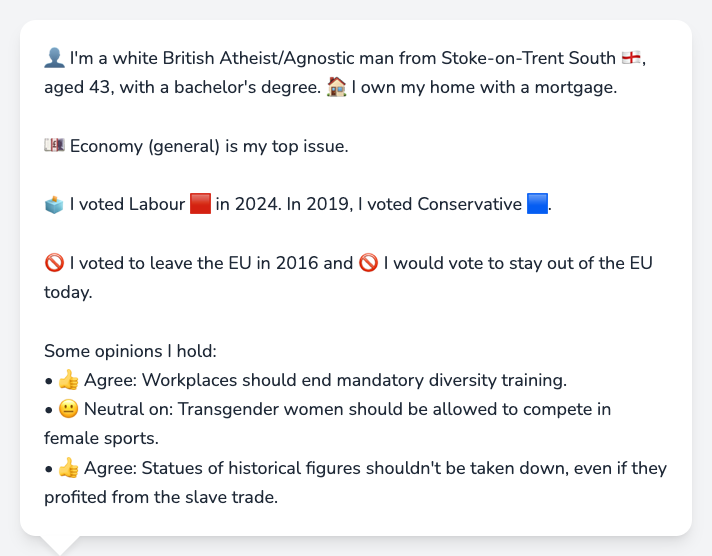 👤 I'm a white British Atheist/Agnostic man from Stoke-on-Trent South 🏴󠁧󠁢󠁥󠁮󠁧󠁿,
aged 43, with a bachelor's degree. 🏠 I own my home with a mortgage.
💷 Economy (general) is my top issue.
🗳️ I voted Labour 🟥 in 2024. In 2019, I voted Conservative 🟦.
🚫 I voted to leave the EU in 2016 and 🚫 I would vote to stay out of the EU
today.
Some opinions I hold:
• 👍 Agree: Workplaces should end mandatory diversity training.
• 😐 Neutral on: Transgender women should be allowed to compete in
female sports.
• 👍 Agree: Statues of historical figures shouldn't be taken down, even if they
profited from the slave trade.